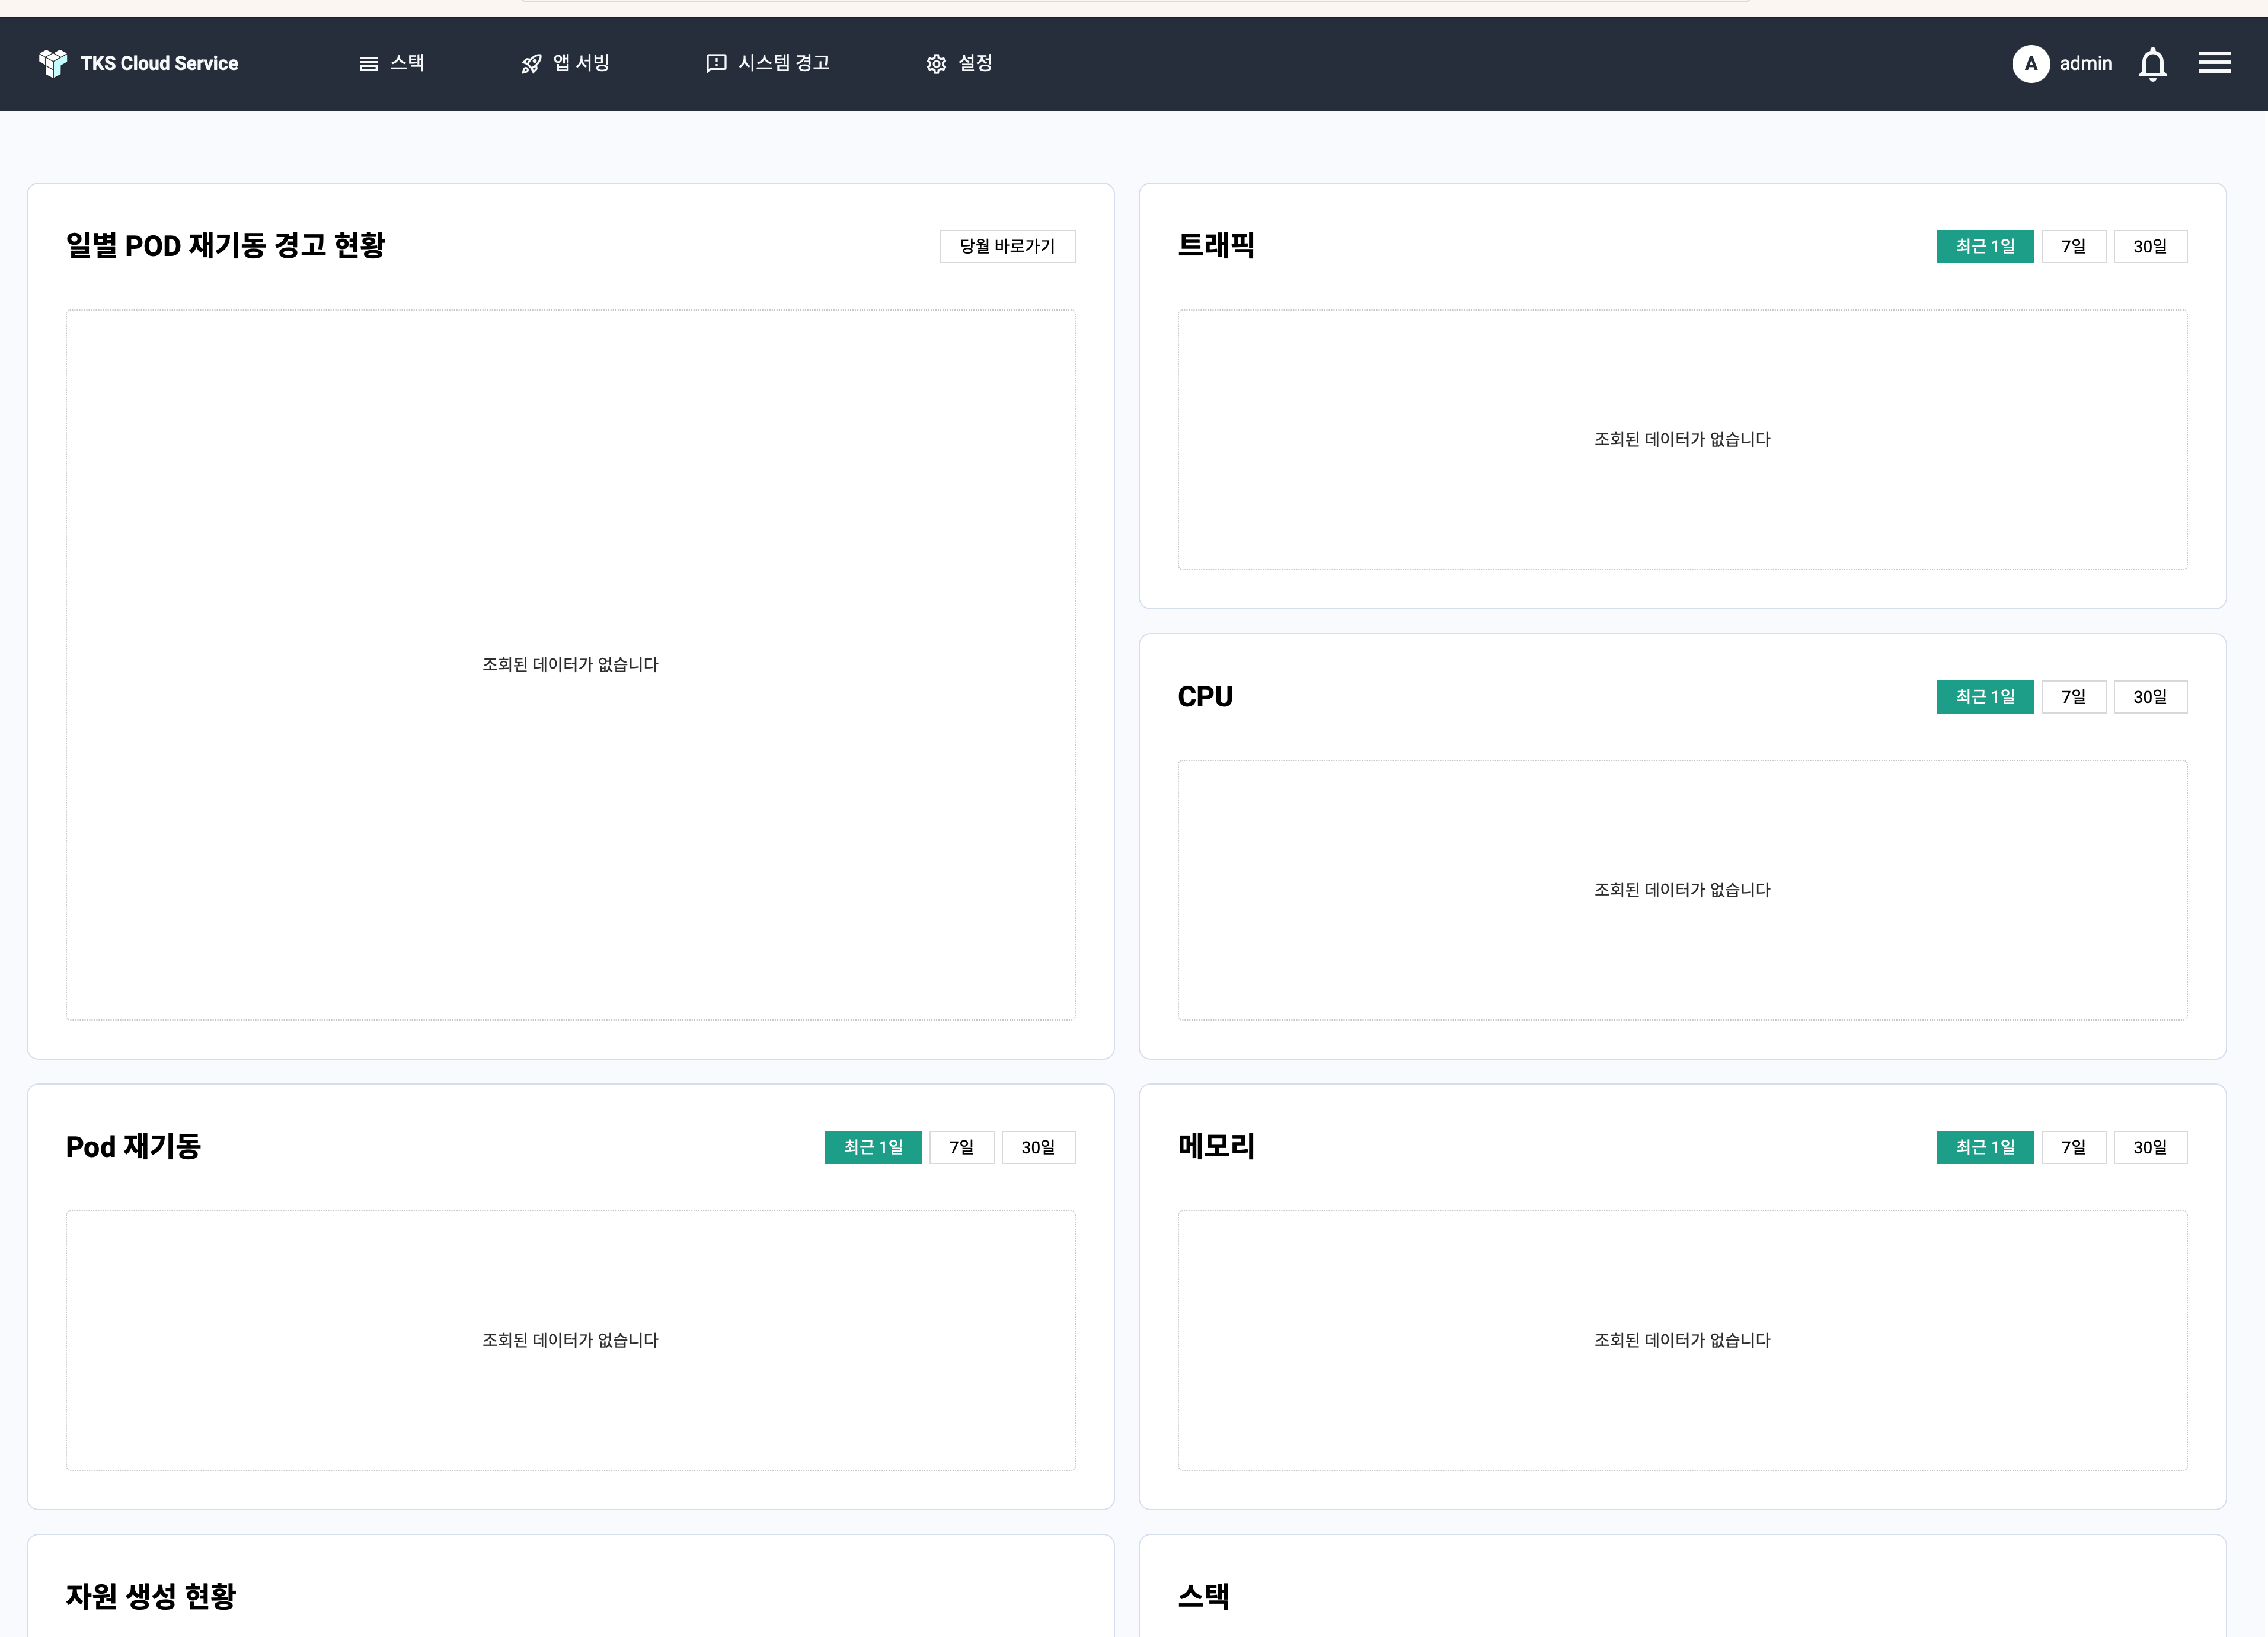 TKS Cloud Service
스택
앱 서빙
시스템 경고
설정
A
admin
일별 POD 재기동 경고 현황
당월 바로가기
조회된 데이터가 없습니다
트래픽
최근 1일
7일
30일
조회된 데이터가 없습니다
CPU
최근 1일
7일
30일
조회된 데이터가 없습니다
Pod 재기동
최근 1일
7일
30일
조회된 데이터가 없습니다
메모리
최근 1일
7일
30일
조회된 데이터가 없습니다
자원 생성 현황
스택